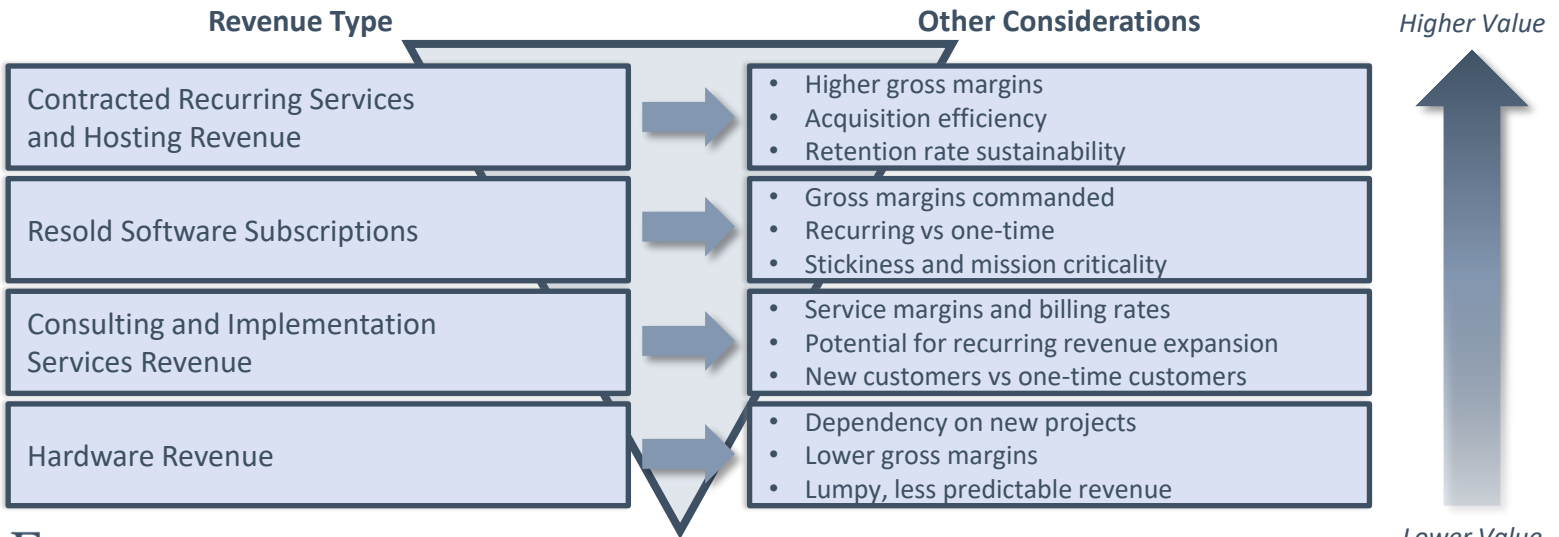 Revenue Type
Other Considerations
Higher Value
Contracted Recurring Services
and Hosting Revenue
• Higher gross margins
• Acquisition efficiency
• Retention rate sustainability
Resold Software Subscriptions
• Gross margins commanded
• Recurring vs one-time
• Stickiness and mission criticality
Consulting and Implementation
Services Revenue
• Service margins and billing rates
• Potential for recurring revenue expansion
• New customers vs one-time customers
Hardware Revenue
• Dependency on new projects
• Lower gross margins
• Lumpy, less predictable revenue
Lower Value